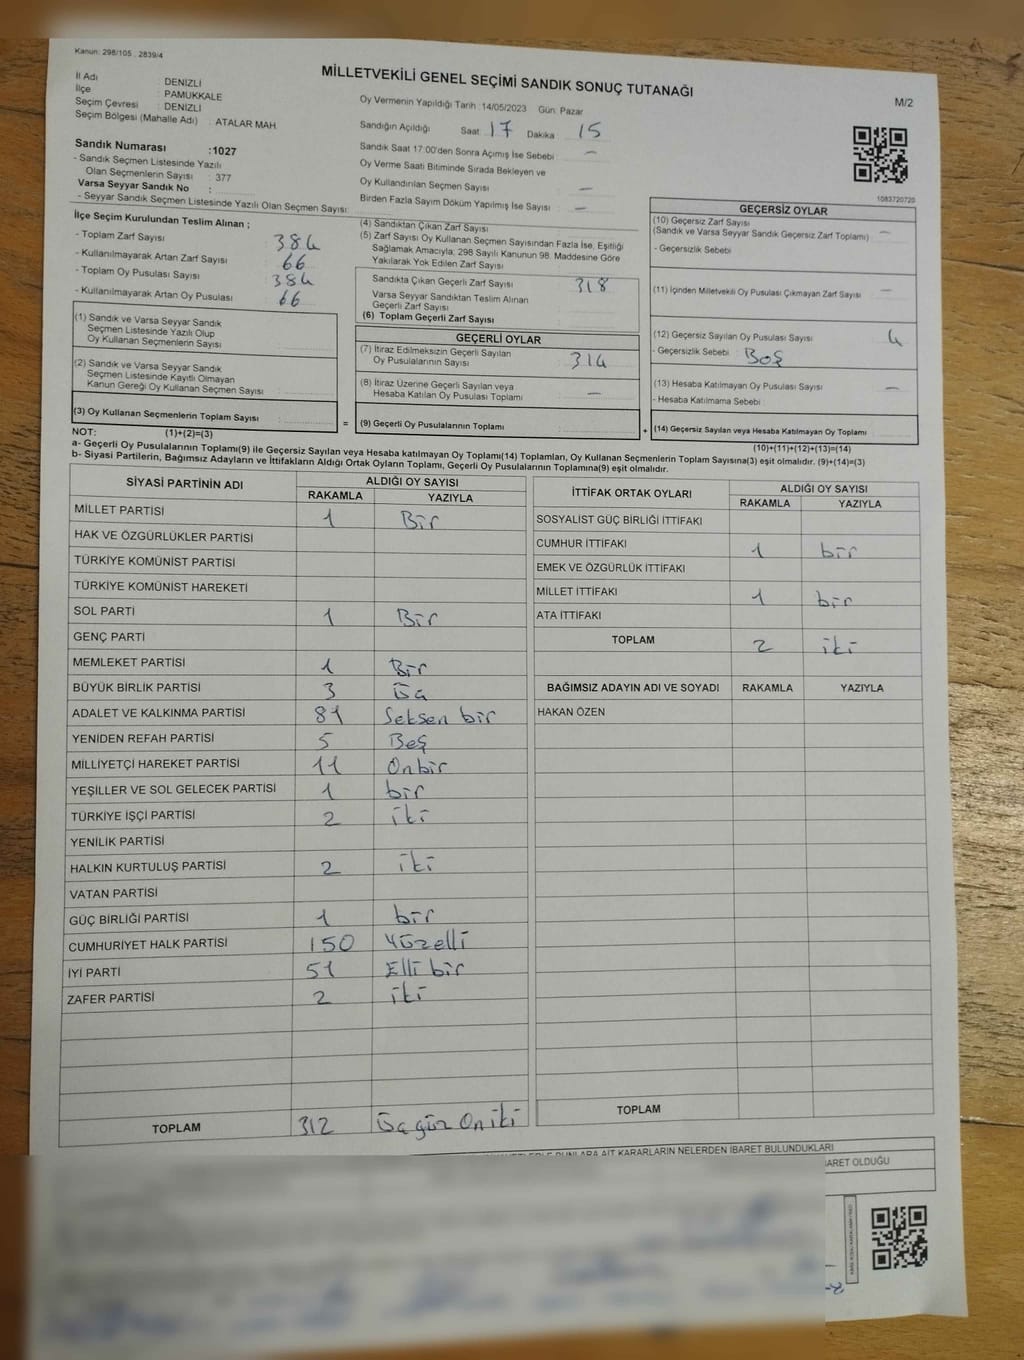 Kanun: 298/105 , 2839/4
MİLLETVEKİLİ GENEL SEÇİMİ SANDIK SONUÇ TUTANAĞI
M/2
İl Adı : DENİZLİ
İlçe : PAMUKKALE
Seçim Çevresi : DENİZLİ
Seçim Bölgesi (Mahalle Adı) : ATALAR MAH.
Sandık Numarası :1027
- Sandık Seçmen Listesinde Yazılı
Olan Seçmenlerin Sayısı : 377
Varsa Seyyar Sandık No :
- Seyyar Sandık Seçmen Listesinde Yazılı Olan Seçmen Sayısı:
Oy Vermenin Yapıldığı Tarih :14/05/2023 Gün: Pazar
Sandığın Açıldığı Saat 17 Dakika 15
Sandık Saat 17:00'den Sonra Açımış İse Sebebi : -
Oy Verme Saati Bitiminde Sırada Bekleyen ve
Oy Kullandırılan Seçmen Sayısı : -
Birden Fazla Sayım Döküm Yapılmış İse Sayısı : -
1083720720
İlçe Seçim Kurulundan Teslim Alınan ;
- Toplam Zarf Sayısı : 384
- Kullanılmayarak Artan Zarf Sayısı : 66
- Toplam Oy Pusulası Sayısı : 384
- Kullanılmayarak Artan Oy Pusulası : 66
(1) Sandık ve Varsa Seyyar Sandık
Seçmen Listesinde Yazılı Olup
Oy Kullanan Seçmenlerin Sayısı :
(2) Sandık ve Varsa Seyyar Sandık
Seçmen Listesinde Kayıtlı Olmayan
Kanun Gereği Oy Kullanan Seçmen Sayısı :
(3) Oy Kullanan Seçmenlerin Toplam Sayısı :
(4) Sandıktan Çıkan Zarf Sayısı :
(5) Zarf Sayısı Oy Kullanan Seçmen Sayısından Fazla İse, Eşitliği
Sağlamak Amacıyla, 298 Sayılı Kanunun 98. Maddesine Göre
Yakılarak Yok Edilen Zarf Sayısı :
Sandıkta Çıkan Geçerli Zarf Sayısı : 318
Varsa Seyyar Sandıktan Teslim Alınan
Geçerli Zarf Sayısı :
(6) Toplam Geçerli Zarf Sayısı :
GEÇERLİ OYLAR
(7) İtiraz Edilmeksizin Geçerli Sayılan
Oy Pusulalarının Sayısı : 314
(8) İtiraz Üzerine Geçerli Sayılan veya
Hesaba Katılan Oy Pusulası Toplamı : -
= (9) Geçerli Oy Pusulalarının Toplamı :
GEÇERSİZ OYLAR
(10) Geçersiz Zarf Sayısı
(Sandık ve Varsa Seyyar Sandık Geçersiz Zarf Toplamı) : -
- Geçersizlik Sebebi :
(11) İçinden Milletvekili Oy Pusulası Çıkmayan Zarf Sayısı : -
(12) Geçersiz Sayılan Oy Pusulası Sayısı : 4
- Geçersizlik Sebebi : Boş
(13) Hesaba Katılmayan Oy Pusulası Sayısı : -
- Hesaba Katılmama Sebebi :
+ (14) Geçersiz Sayılan veya Hesaba Katılmayan Oy Toplamı :
NOT: (1)+(2)=(3)
(10)+(11)+(12)+(13)=(14)
a- Geçerli Oy Pusulalarının Toplamı(9) ile Geçersiz Sayılan veya Hesaba katılmayan Oy Toplamı(14) Toplamları, Oy Kullanan Seçmenlerin Toplam Sayısına(3) eşit olmalıdır. (9)+(14)=(3)
b- Siyasi Partilerin, Bağımsız Adayların ve İttifakların Aldığı Ortak Oyların Toplamı, Geçerli Oy Pusulalarının Toplamına(9) eşit olmalıdır.
SİYASİ PARTİNİN ADI ALDIĞI OY SAYISI
RAKAMLA YAZIYLA
MİLLET PARTİSİ 1 Bir
HAK VE ÖZGÜRLÜKLER PARTİSİ
TÜRKİYE KOMÜNİST PARTİSİ
TÜRKİYE KOMÜNİST HAREKETİ
SOL PARTİ 1 Bir
GENÇ PARTİ
MEMLEKET PARTİSİ 1 Bir
BÜYÜK BİRLİK PARTİSİ 3 Üç
ADALET VE KALKINMA PARTİSİ 81 Seksen bir
YENİDEN REFAH PARTİSİ 5 Beş
MİLLİYETÇİ HAREKET PARTİSİ 11 Onbir
YEŞİLLER VE SOL GELECEK PARTİSİ 1 bir
TÜRKİYE İŞÇİ PARTİSİ 2 iki
YENİLİK PARTİSİ
HALKIN KURTULUŞ PARTİSİ 2 iki
VATAN PARTİSİ
GÜÇ BİRLİĞİ PARTİSİ 1 bir
CUMHURİYET HALK PARTİSİ 150 Yüzelli
İYİ PARTİ 51 Elli bir
ZAFER PARTİSİ 2 iki
TOPLAM 312 Üçyüz Oniki
İTTİFAK ORTAK OYLARI ALDIĞI OY SAYISI
RAKAMLA YAZIYLA
SOSYALİST GÜÇ BİRLİĞİ İTTİFAKI
CUMHUR İTTİFAKI 1 bir
EMEK VE ÖZGÜRLÜK İTTİFAKI
MİLLET İTTİFAKI 1 bir
ATA İTTİFAKI
TOPLAM 2 iki
BAĞIMSIZ ADAYIN ADI VE SOYADI RAKAMLA YAZIYLA
HAKAN ÖZEN
TOPLAM
BUNLARA AİT KARARLARIN NELERDEN İBARET BULUNDUKLARI
OLDUĞU